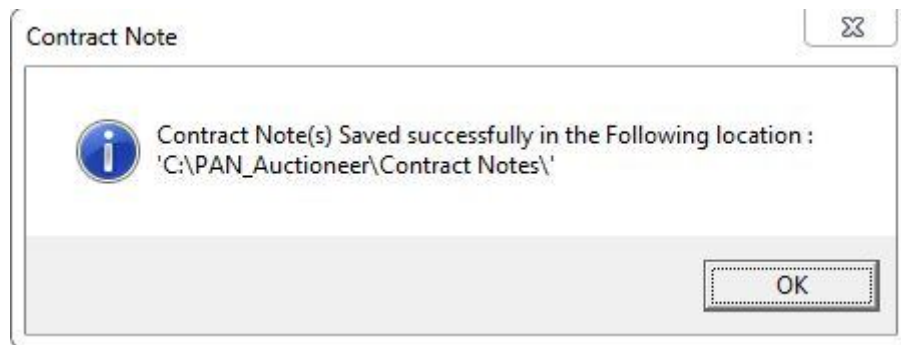 Contract Note
Contract Note(s) Saved successfully in the Following location :
'C:\PAN_Auctioneer\Contract Notes\'
OK